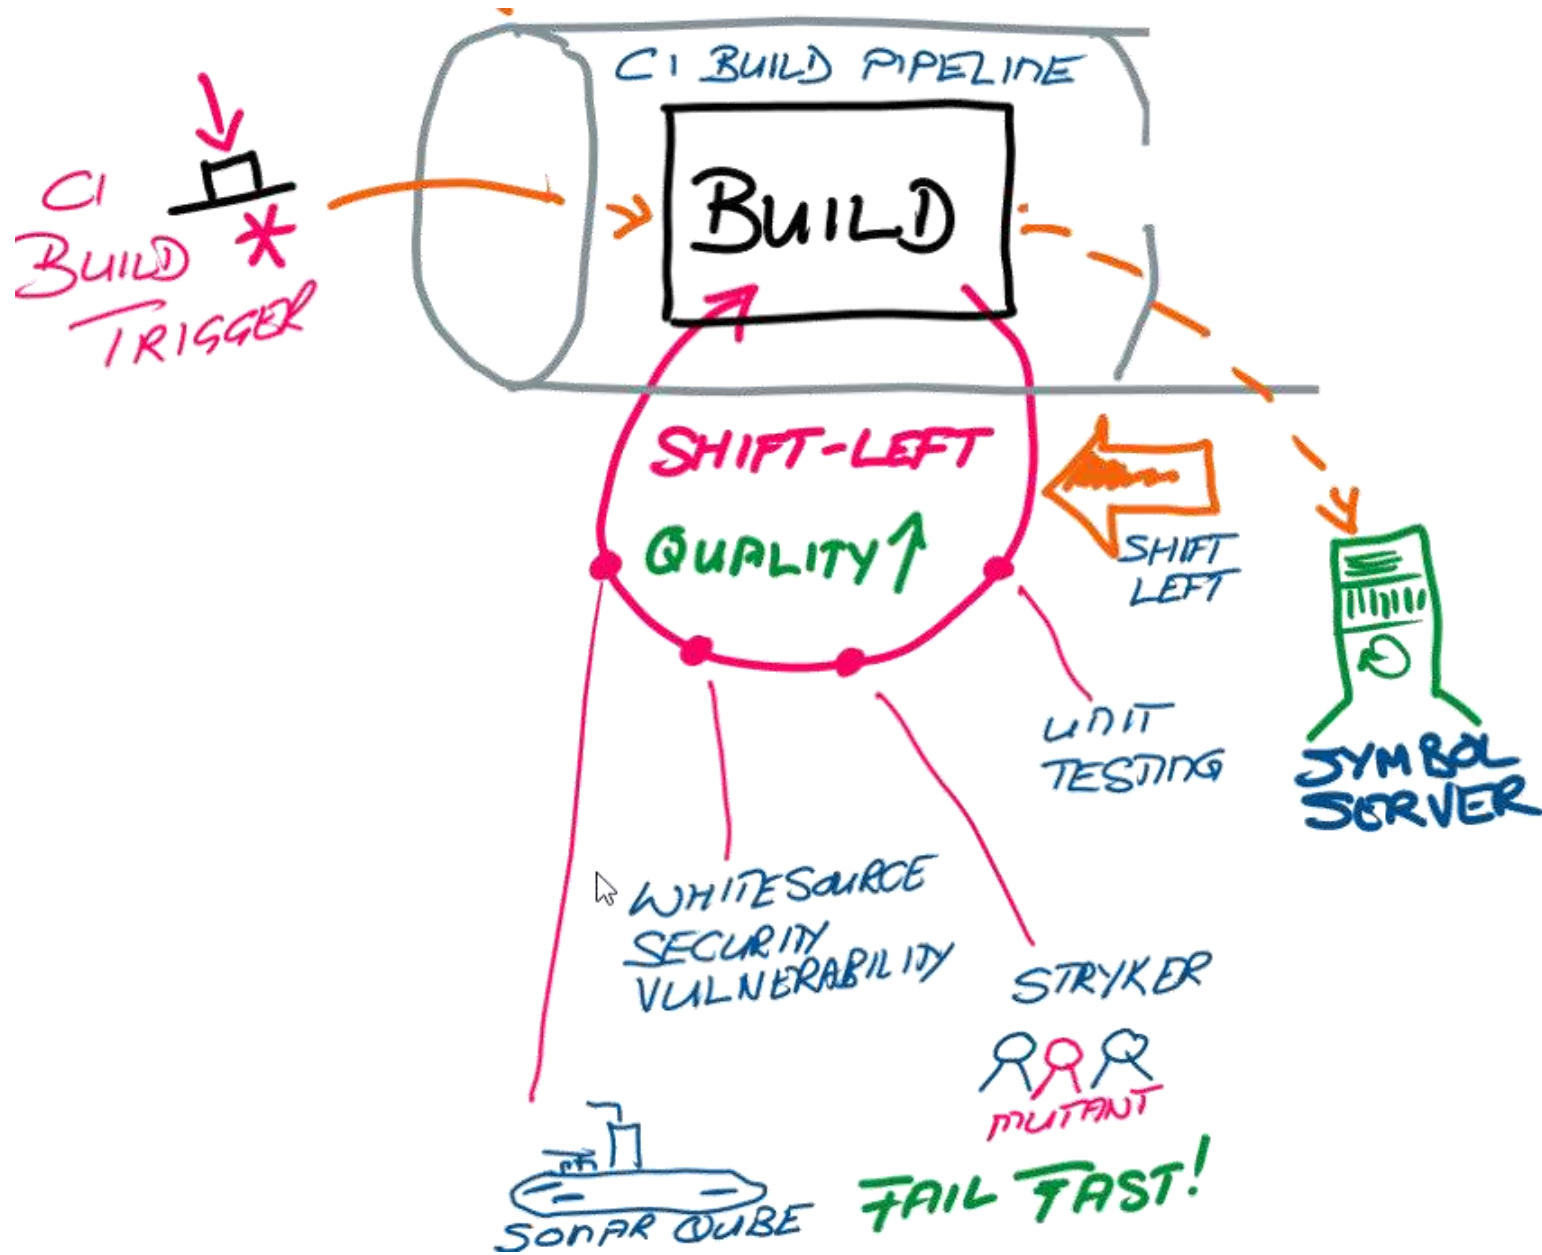 CI BUILD PIPELINE
BUILD
CI
BUILD
TRIGGER
SHIFT-LEFT
QUALITY
SHIFT
LEFT
UNIT
TESTING
SYMBOL
SERVER
WHITESOURCE
SECURITY
VULNERABILITY
STRYKER
MUTANT
FAIL FAST!
SONAR QUBE